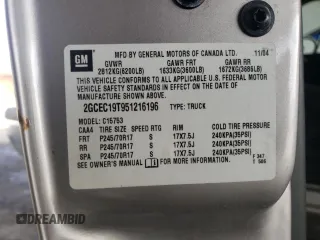 GM
MFD BY GENERAL MOTORS OF CANADA LTD. 11/04
GVWR GAWR FRT GAWR RR
2812KG(6200LB) 1633KG(3600LB) 1672KG(3686LB)
THIS VEHICLE CONFORMS TO ALL APPLICABLE U.S. FEDERAL MOTOR
VEHICLE SAFETY AND THEFT PREVENTION STANDARDS IN EFFECT ON THE DATE OF
MANUFACTURE SHOWN ABOVE.
2GCEC19T951216196 TYPE: TRUCK
MODEL: C15753
TIRE SIZE SPEED RTG RIM COLD TIRE PRESSURE
FRT P245/70R17 S 17X7.5J 240KPA(35PSI)
RR P245/70R17 S 17X7.5J 240KPA(35PSI)
SPA P245/70R17 S 17X7.5J 240KPA(35PSI)
SEE OWNER'S MANUAL FOR MORE INFORMATION.
AUTOBIDMASTER